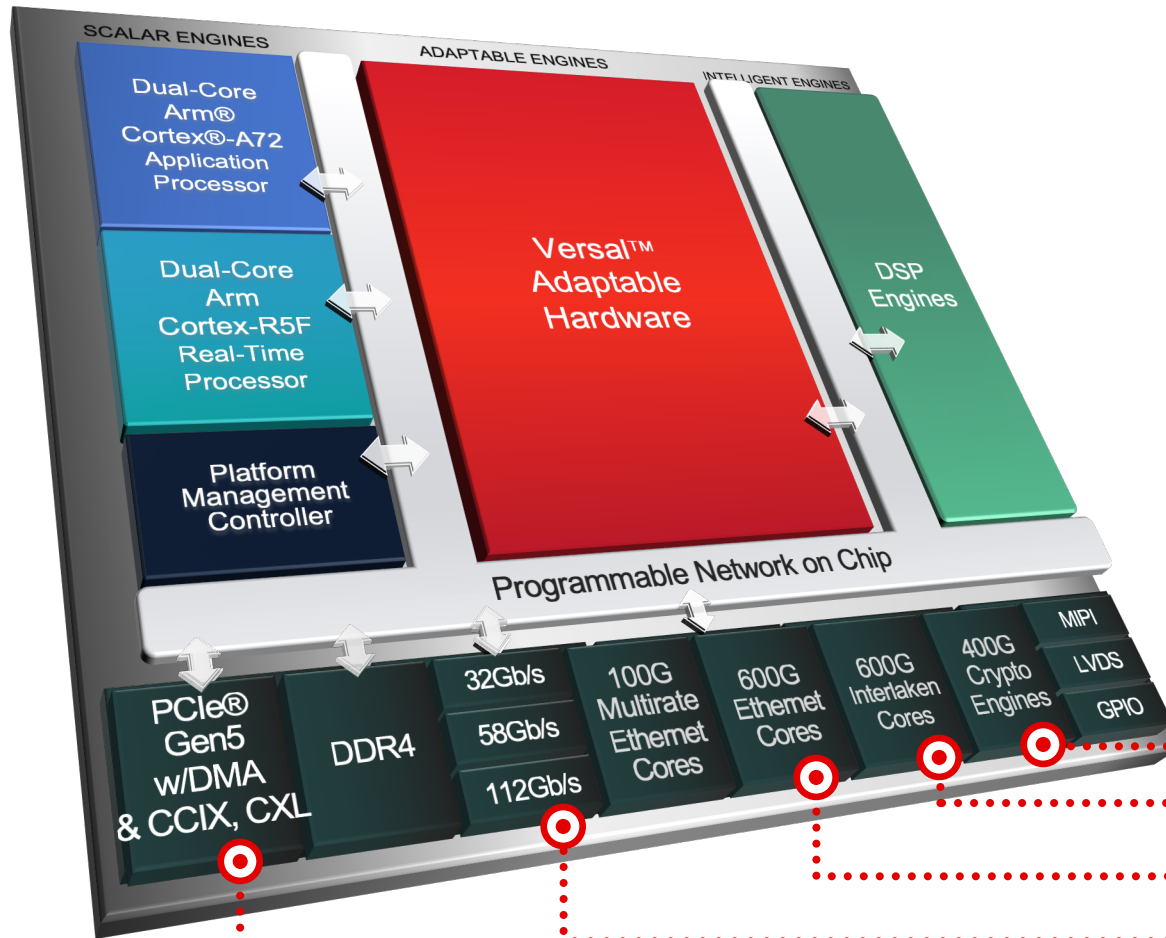 SCALAR ENGINES
ADAPTABLE ENGINES
INTELLIGENT ENGINES
Dual-Core
Arm®
Cortex®-A72
Application
Processor
Dual-Core
Arm
Cortex-R5F
Real-Time
Processor
Platform
Management
Controller
Versal™
Adaptable
Hardware
DSP
Engines
Programmable Network on Chip
PCIe®
Gen5
w/DMA
& CCIX, CXL
DDR4
32Gb/s
58Gb/s
112Gb/s
100G
Multirate
Ethernet
Cores
600G
Ethernet
Cores
600G
Interlaken
Cores
400G
Crypto
Engines
MIPI
LVDS
GPIO